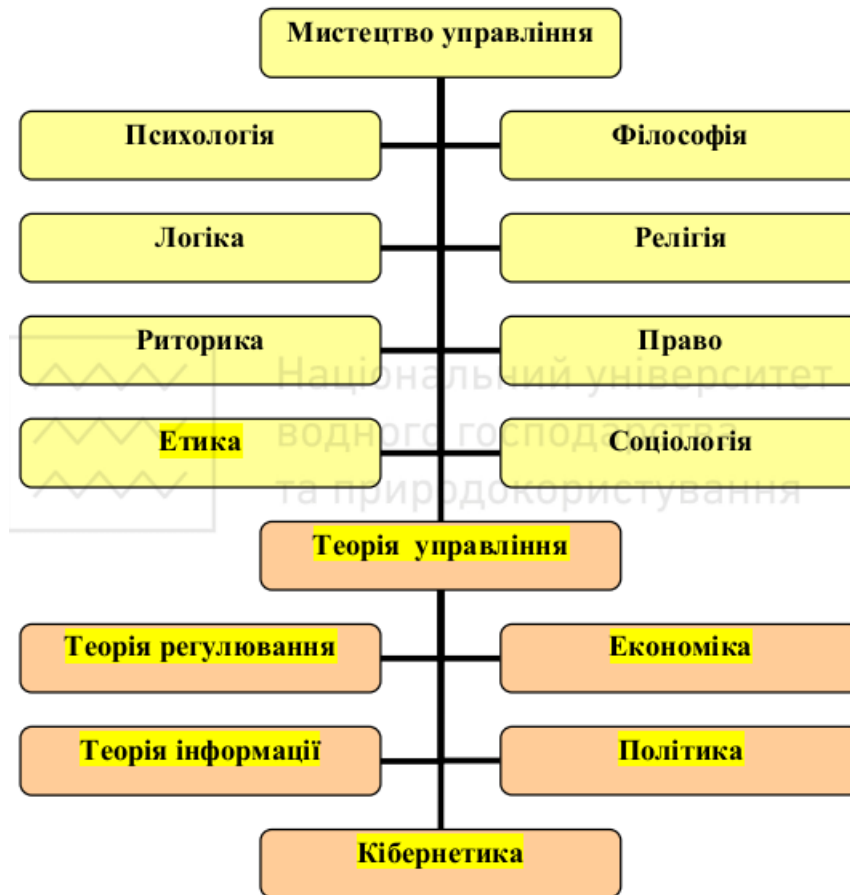 Мистецтво управління
Психологія
Філософія
Логіка
Релігія
Риторика
Право
Національний університет
Етика
водного господарства
Соціологія
та природокористування
Теорія управління
Теорія регулювання
Економіка
Теорія інформації
Політика
Кібернетика